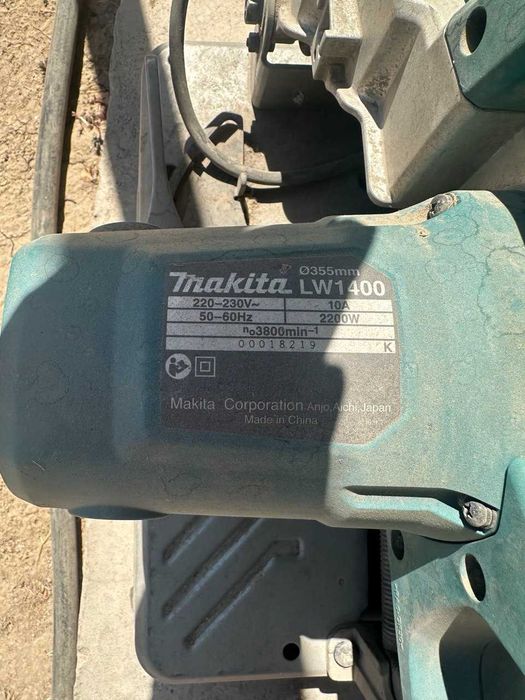 Ø355mm
makita LW1400
220-230V~ 10A
50-60Hz 2200W
n₀3800min⁻¹
00018219 K
Makita Corporation Anjo, Aichi, Japan
Made in China